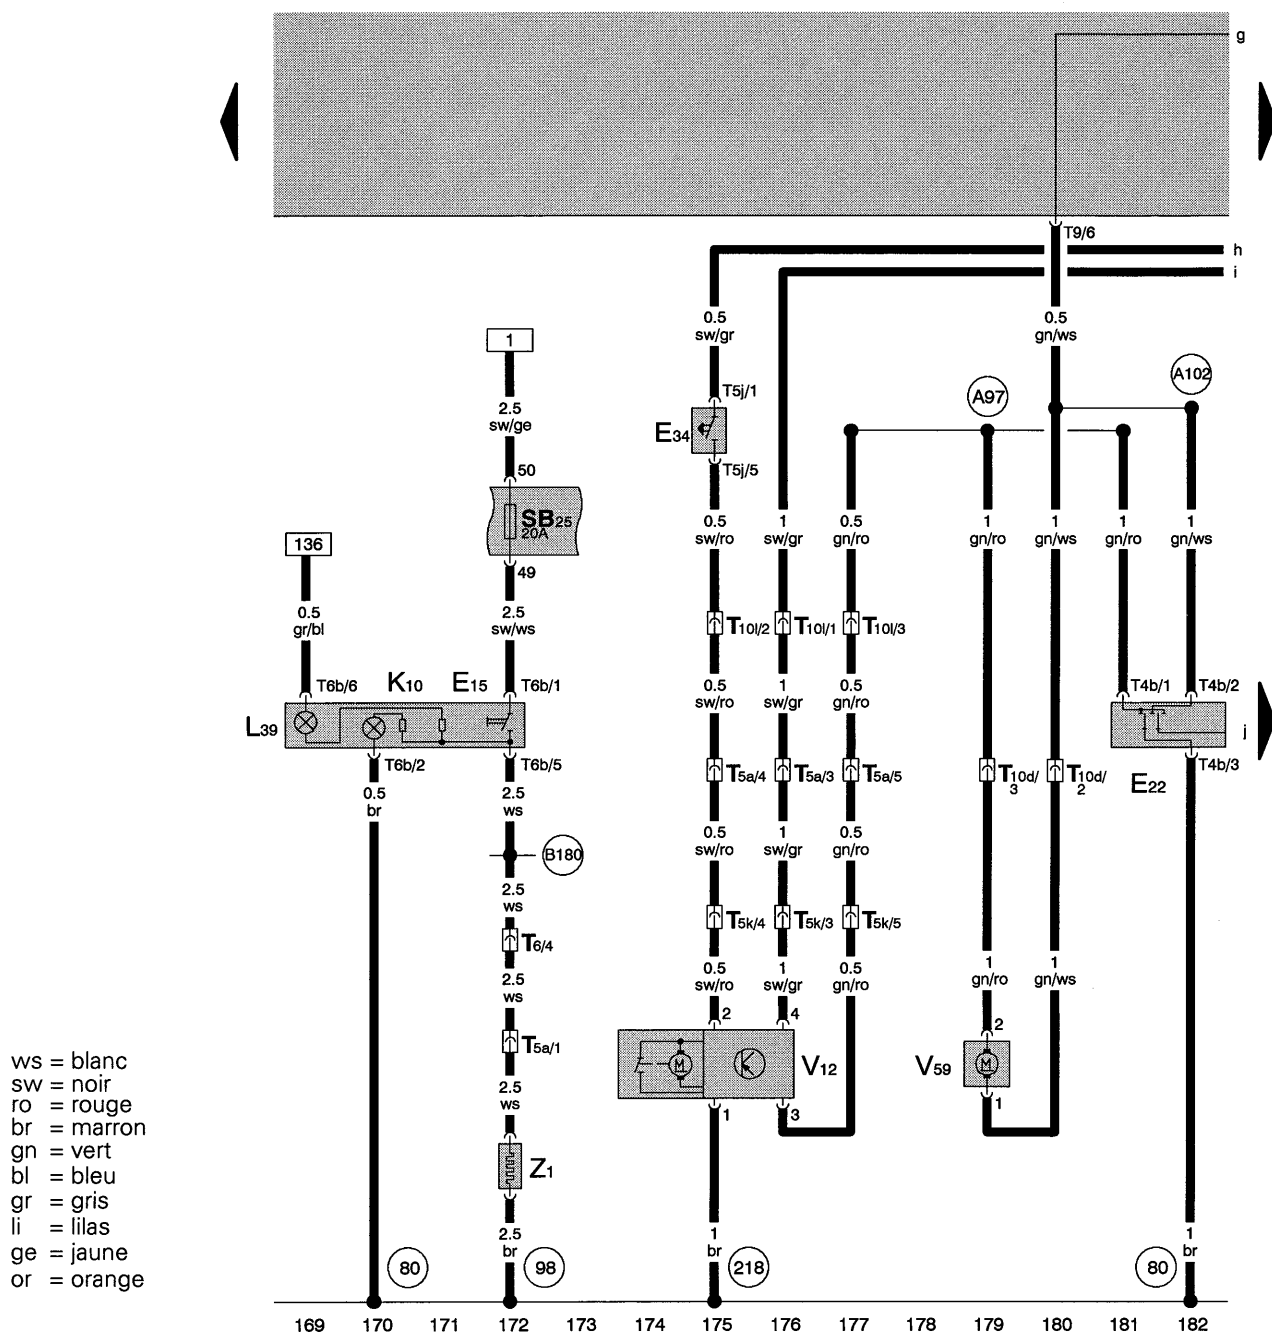 g
T9/6
h
i
0.5
sw/gr
0.5
gn/ws
1
A102
T5j/1
A97
2.5
sw/ge
E34
50
T5j/5
SB25
20A
0.5
sw/ro
1
sw/gr
0.5
gn/ro
1
gn/ro
1
gn/ws
1
gn/ro
1
gn/ws
136
49
0.5
gr/bl
2.5
sw/ws
T10l/2
T10l/1
T10l/3
T6b/6
K10
E15
T6b/1
0.5
sw/ro
1
sw/gr
0.5
gn/ro
T4b/1
T4b/2
L39
j
T6b/2
T6b/5
T5a/4
T5a/3
T5a/5
T10d/
3
T10d/
2
T4b/3
E22
0.5
br
2.5
ws
0.5
sw/ro
1
sw/gr
0.5
gn/ro
B180
2.5
ws
T5k/4
T5k/3
T5k/5
T6/4
2.5
ws
0.5
sw/ro
1
sw/gr
0.5
gn/ro
1
gn/ro
1
gn/ws
2
4
2
T5a/1
M
V12
V59
M
2.5
ws
1
3
1
Z1
ws = blanc
sw = noir
ro = rouge
br = marron
gn = vert
bl = bleu
gr = gris
li = lilas
ge = jaune
or = orange
2.5
br
1
br
1
br
80
98
218
80
169 170 171 172 173 174 175 176 177 178 179 180 181 182